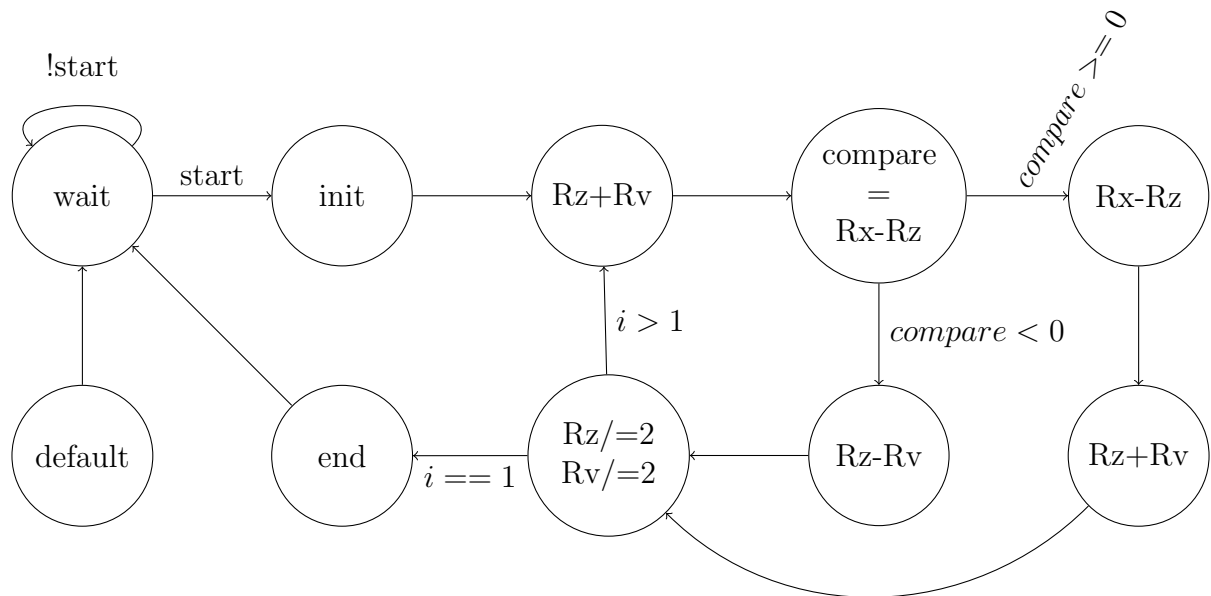 !start
compare >= 0
wait
start
init
Rz+Rv
compare
=
Rx-Rz
Rx-Rz
i > 1
compare < 0
default
end
i == 1
Rz/=2
Rv/=2
Rz-Rv
Rz+Rv